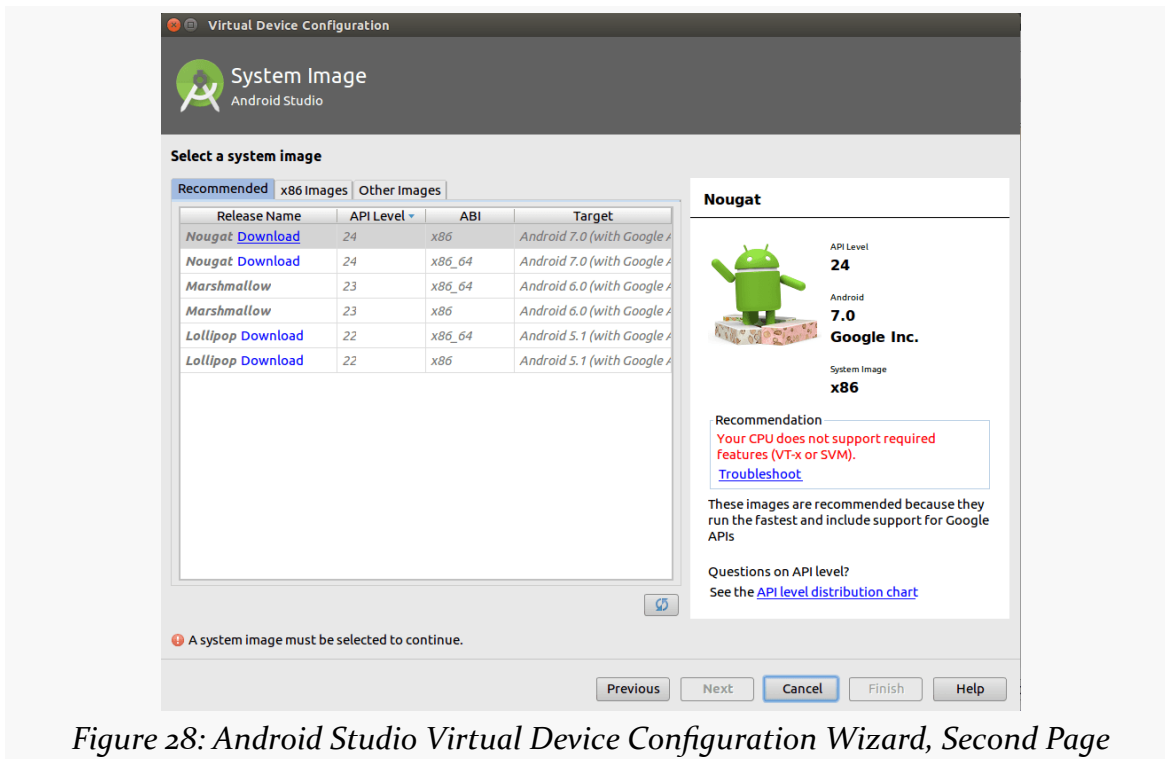 Virtual Device Configuration
System Image
Android Studio
Select a system image
Recommended x86 Images Other Images
Release Name API Level ABI Target
Nougat Download 24 x86 Android 7.0 (with Google A
Nougat Download 24 x86_64 Android 7.0 (with Google A
Marshmallow 23 x86_64 Android 6.0 (with Google A
Marshmallow 23 x86 Android 6.0 (with Google A
Lollipop Download 22 x86_64 Android 5.1 (with Google A
Lollipop Download 22 x86 Android 5.1 (with Google A
Nougat
API Level
24
Android
7.0
Google Inc.
System Image
x86
Recommendation
Your CPU does not support required
features (VT-x or SVM).
Troubleshoot
These images are recommended because they
run the fastest and include support for Google
APIs
Questions on API level?
See the API level distribution chart
A system image must be selected to continue.
Previous Next Cancel Finish Help
Figure 28: Android Studio Virtual Device Configuration Wizard, Second Page